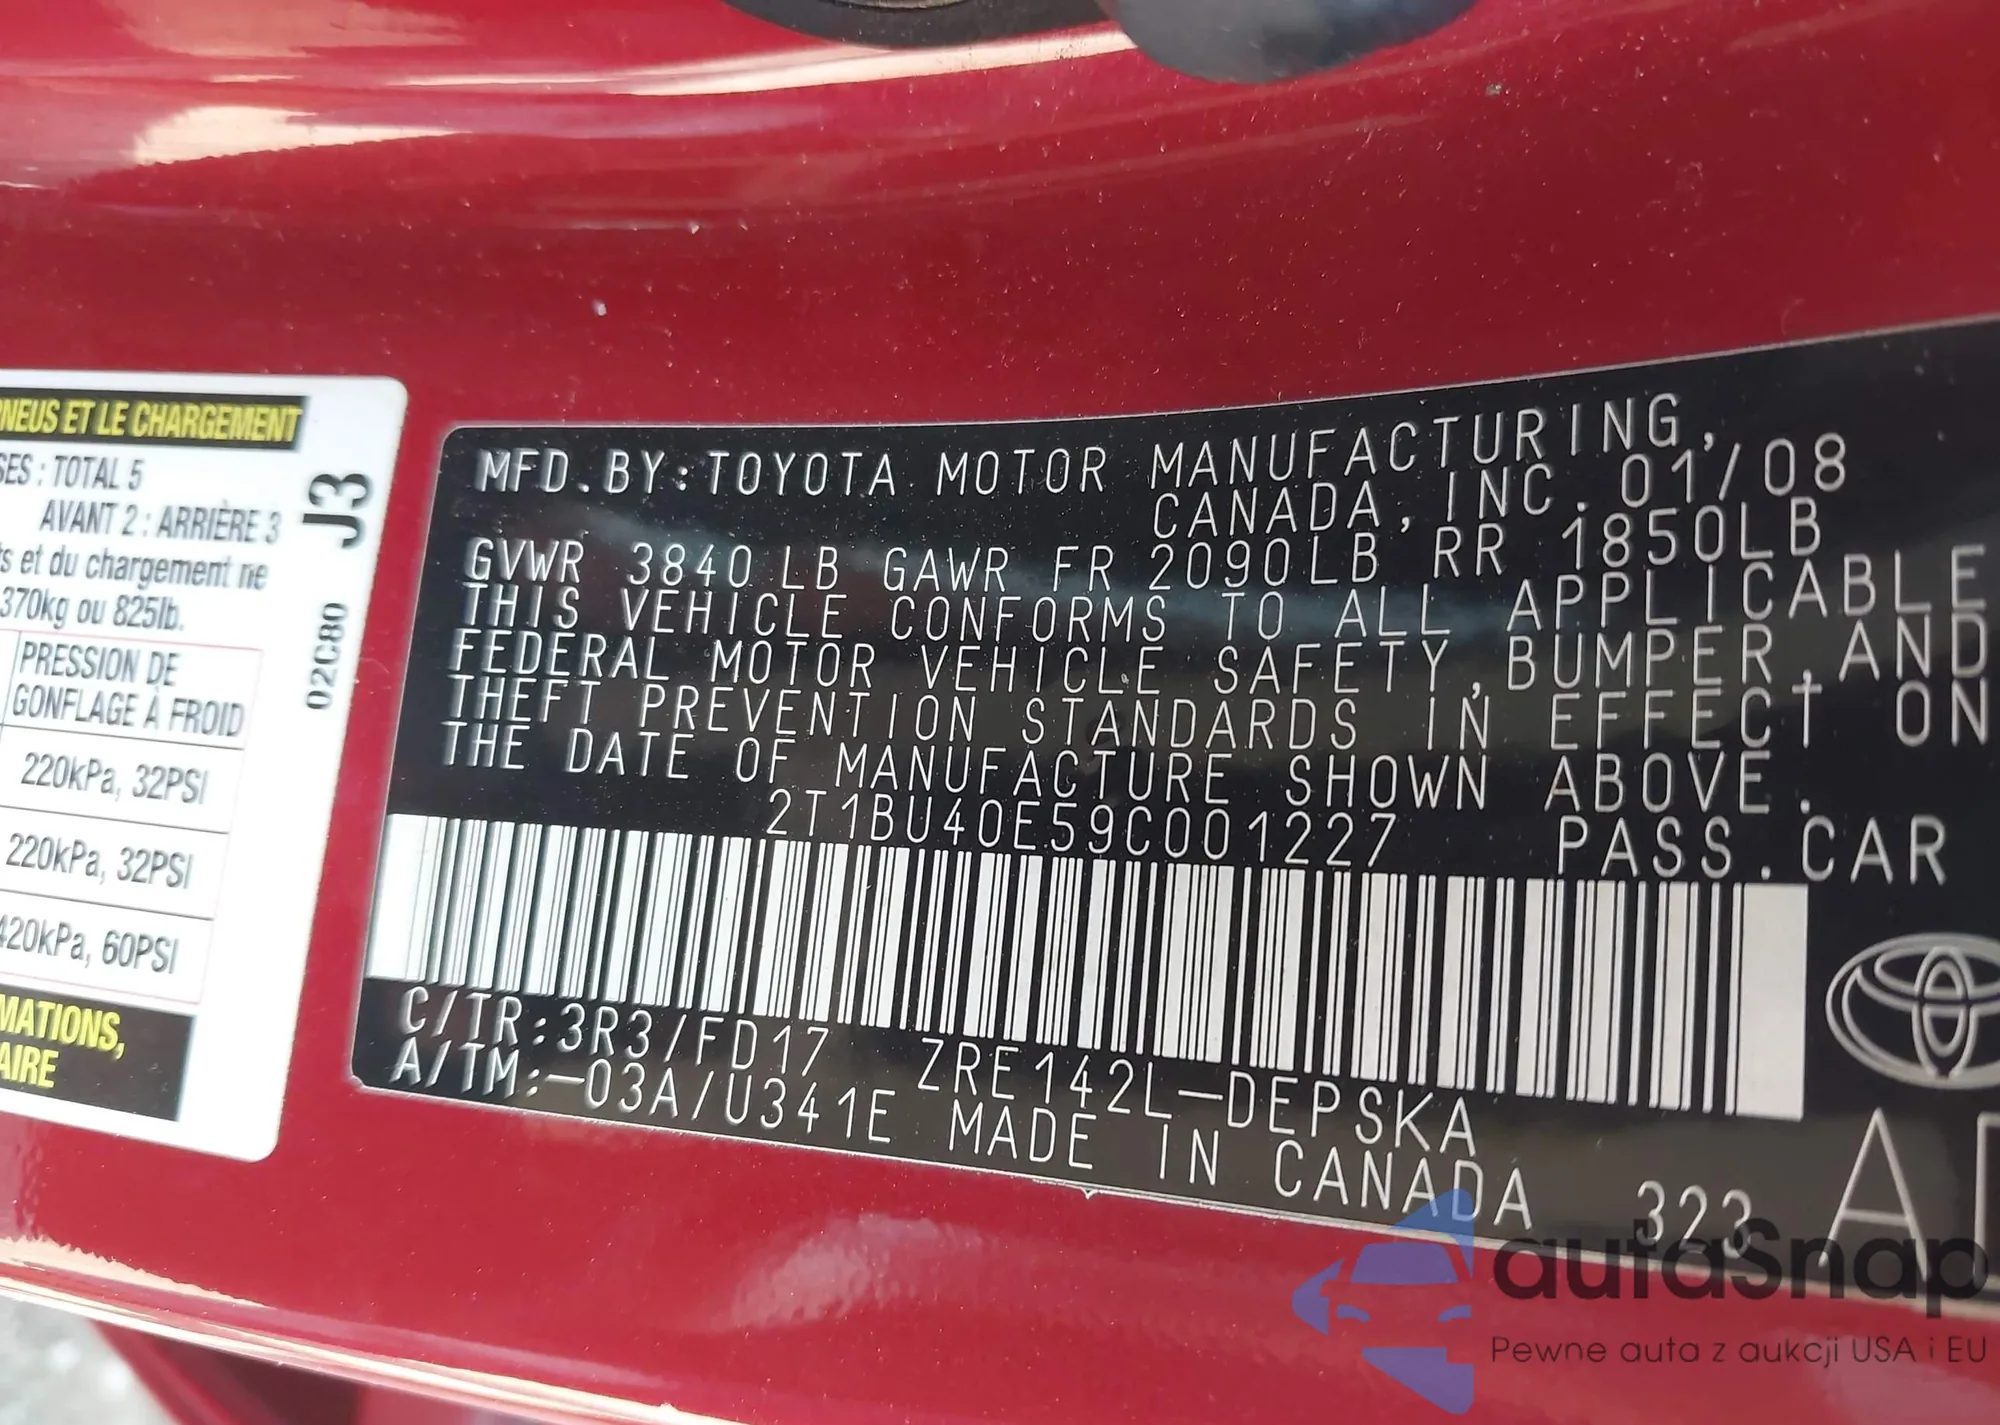 NEUS ET LE CHARGEMENT
SES : TOTAL 5
AVANT 2 : ARRIÈRE 3
s et du chargement ne
370kg ou 825lb.
PRESSION DE
GONFLAGE À FROID
220kPa, 32PSI
220kPa, 32PSI
420kPa, 60PSI
MATIONS,
AIRE
J3
02C80
MFD.BY:TOYOTA MOTOR MANUFACTURING,
CANADA, INC. 01/08
GVWR 3840LB GAWR FR 2090LB RR 1850LB
THIS VEHICLE CONFORMS TO ALL APPLICABLE
FEDERAL MOTOR VEHICLE SAFETY, BUMPER, AND
THEFT PREVENTION STANDARDS IN EFFECT ON
THE DATE OF MANUFACTURE SHOWN ABOVE.
2T1BU40E59C001227 PASS.CAR
C/TR:3R3/FD17 ZRE142L-DEPSKA
A/TM:-03A/U341E MADE IN CANADA 323
autaSnap
Pewne auta z aukcji USA i EU